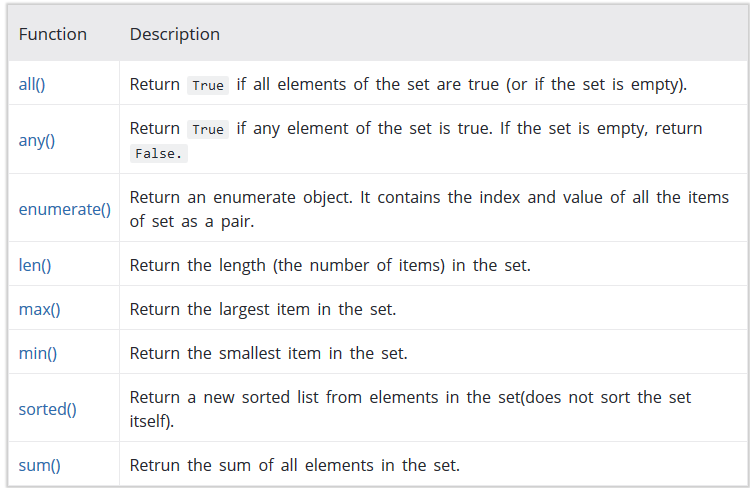 Function Description
all() Return True if all elements of the set are true (or if the set is empty).
any() Return True if any element of the set is true. If the set is empty, return
False.
enumerate() Return an enumerate object. It contains the index and value of all the items
of set as a pair.
len() Return the length (the number of items) in the set.
max() Return the largest item in the set.
min() Return the smallest item in the set.
sorted() Return a new sorted list from elements in the set(does not sort the set
itself).
sum() Retrun the sum of all elements in the set.